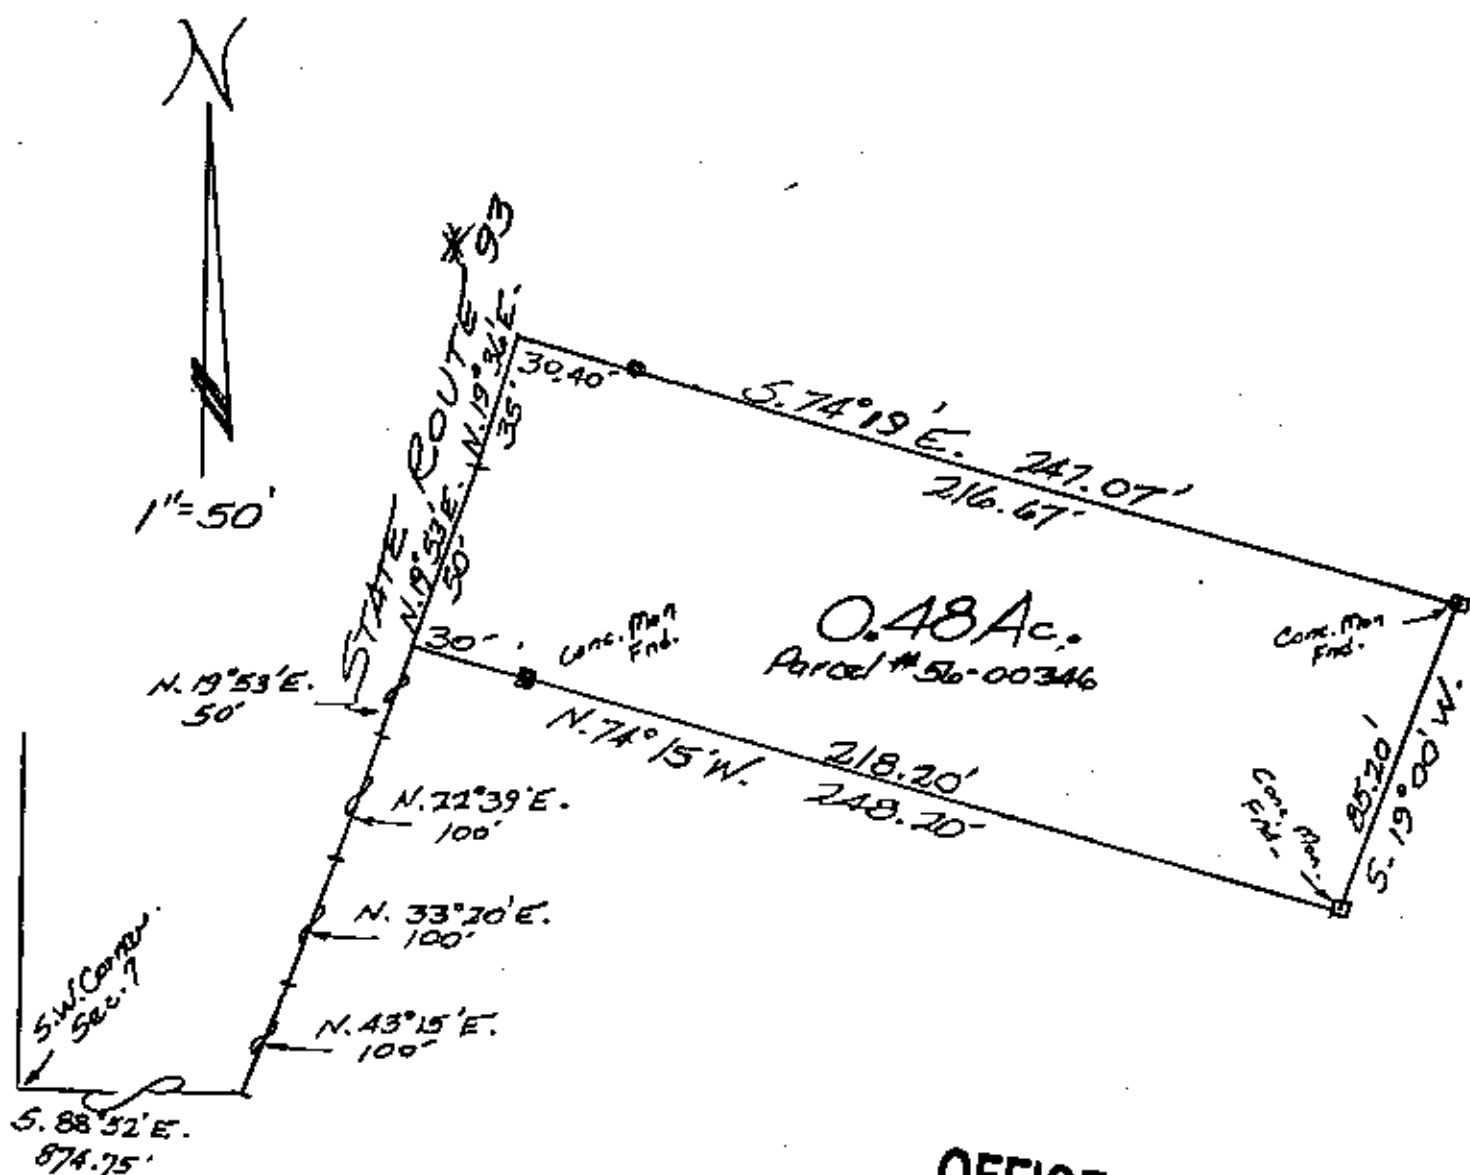 N
1"=50'
STATE ROUTE # 93
N. 19°36'E.
35'
N. 19°53'E.
50'
30.40'
S. 74°19'E. 247.07'
216.67'
0.48 Ac.
Parcel # 56-00346
30'
Conc. Mon
Fnd.
Conc. Mon
Fnd.
N. 74°15'W. 218.20'
248.20'
85.20'
S. 19°00'W.
Conc. Mon.
Fnd.
N. 19°53'E.
50'
N. 22°39'E.
100'
N. 33°20'E.
100'
N. 43°15'E.
100'
S.W. Corner
Sec. 7
S. 88°52'E.
874.75'
OFFICE